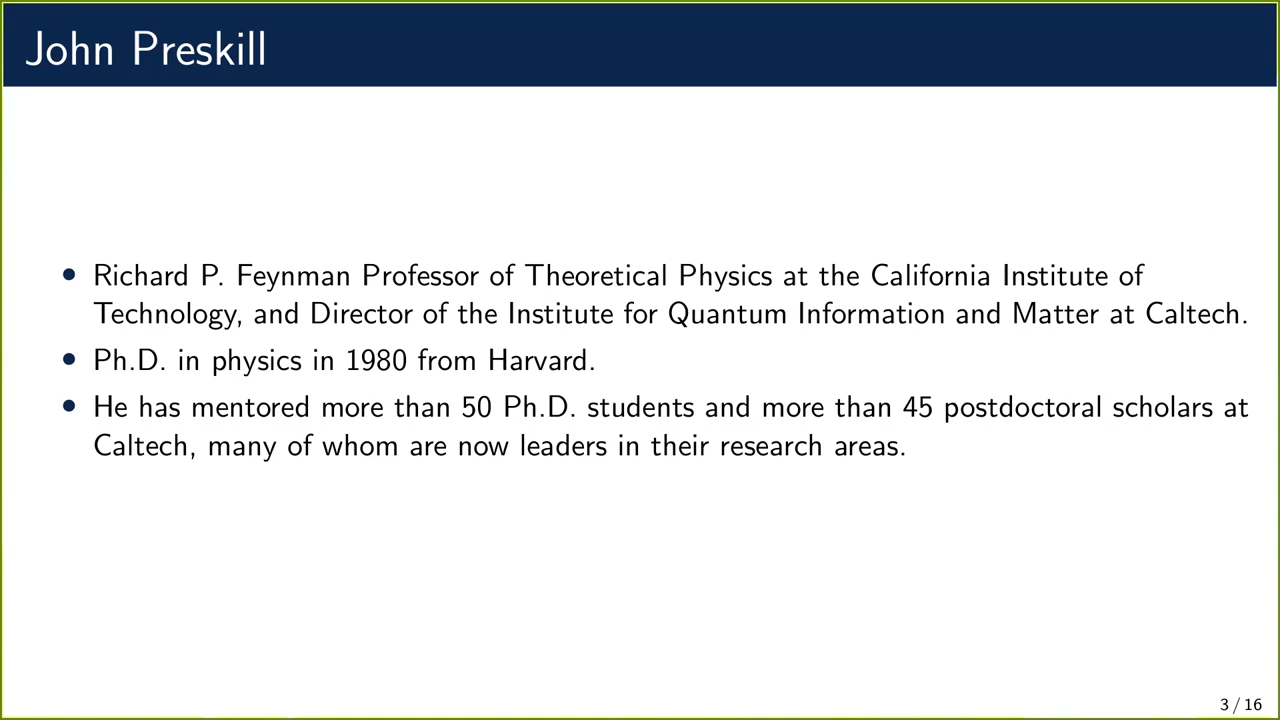 John Preskill
• Richard P. Feynman Professor of Theoretical Physics at the California Institute of
Technology, and Director of the Institute for Quantum Information and Matter at Caltech.
• Ph.D. in physics in 1980 from Harvard.
• He has mentored more than 50 Ph.D. students and more than 45 postdoctoral scholars at
Caltech, many of whom are now leaders in their research areas.
3 / 16